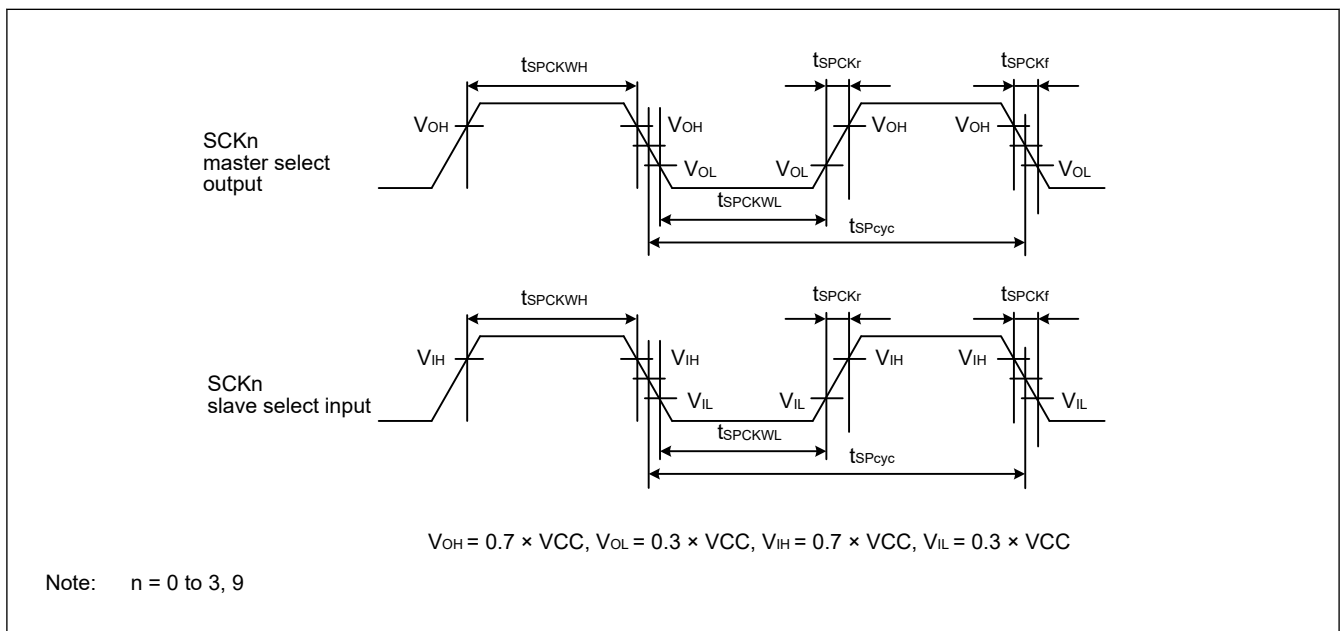 tSPCKWH
tSPCKr
tSPCKf
VOH
VOH
VOH
VOH
SCKn
master select
output
VOL
VOL
VOL
tSPCKWL
tSPcyc
tSPCKWH
tSPCKr
tSPCKf
VIH
VIH
VIH
VIH
SCKn
slave select input
VIL
VIL
VIL
tSPCKWL
tSPcyc
VOH = 0.7 × VCC, VOL = 0.3 × VCC, VIH = 0.7 × VCC, VIL = 0.3 × VCC
Note: n = 0 to 3, 9